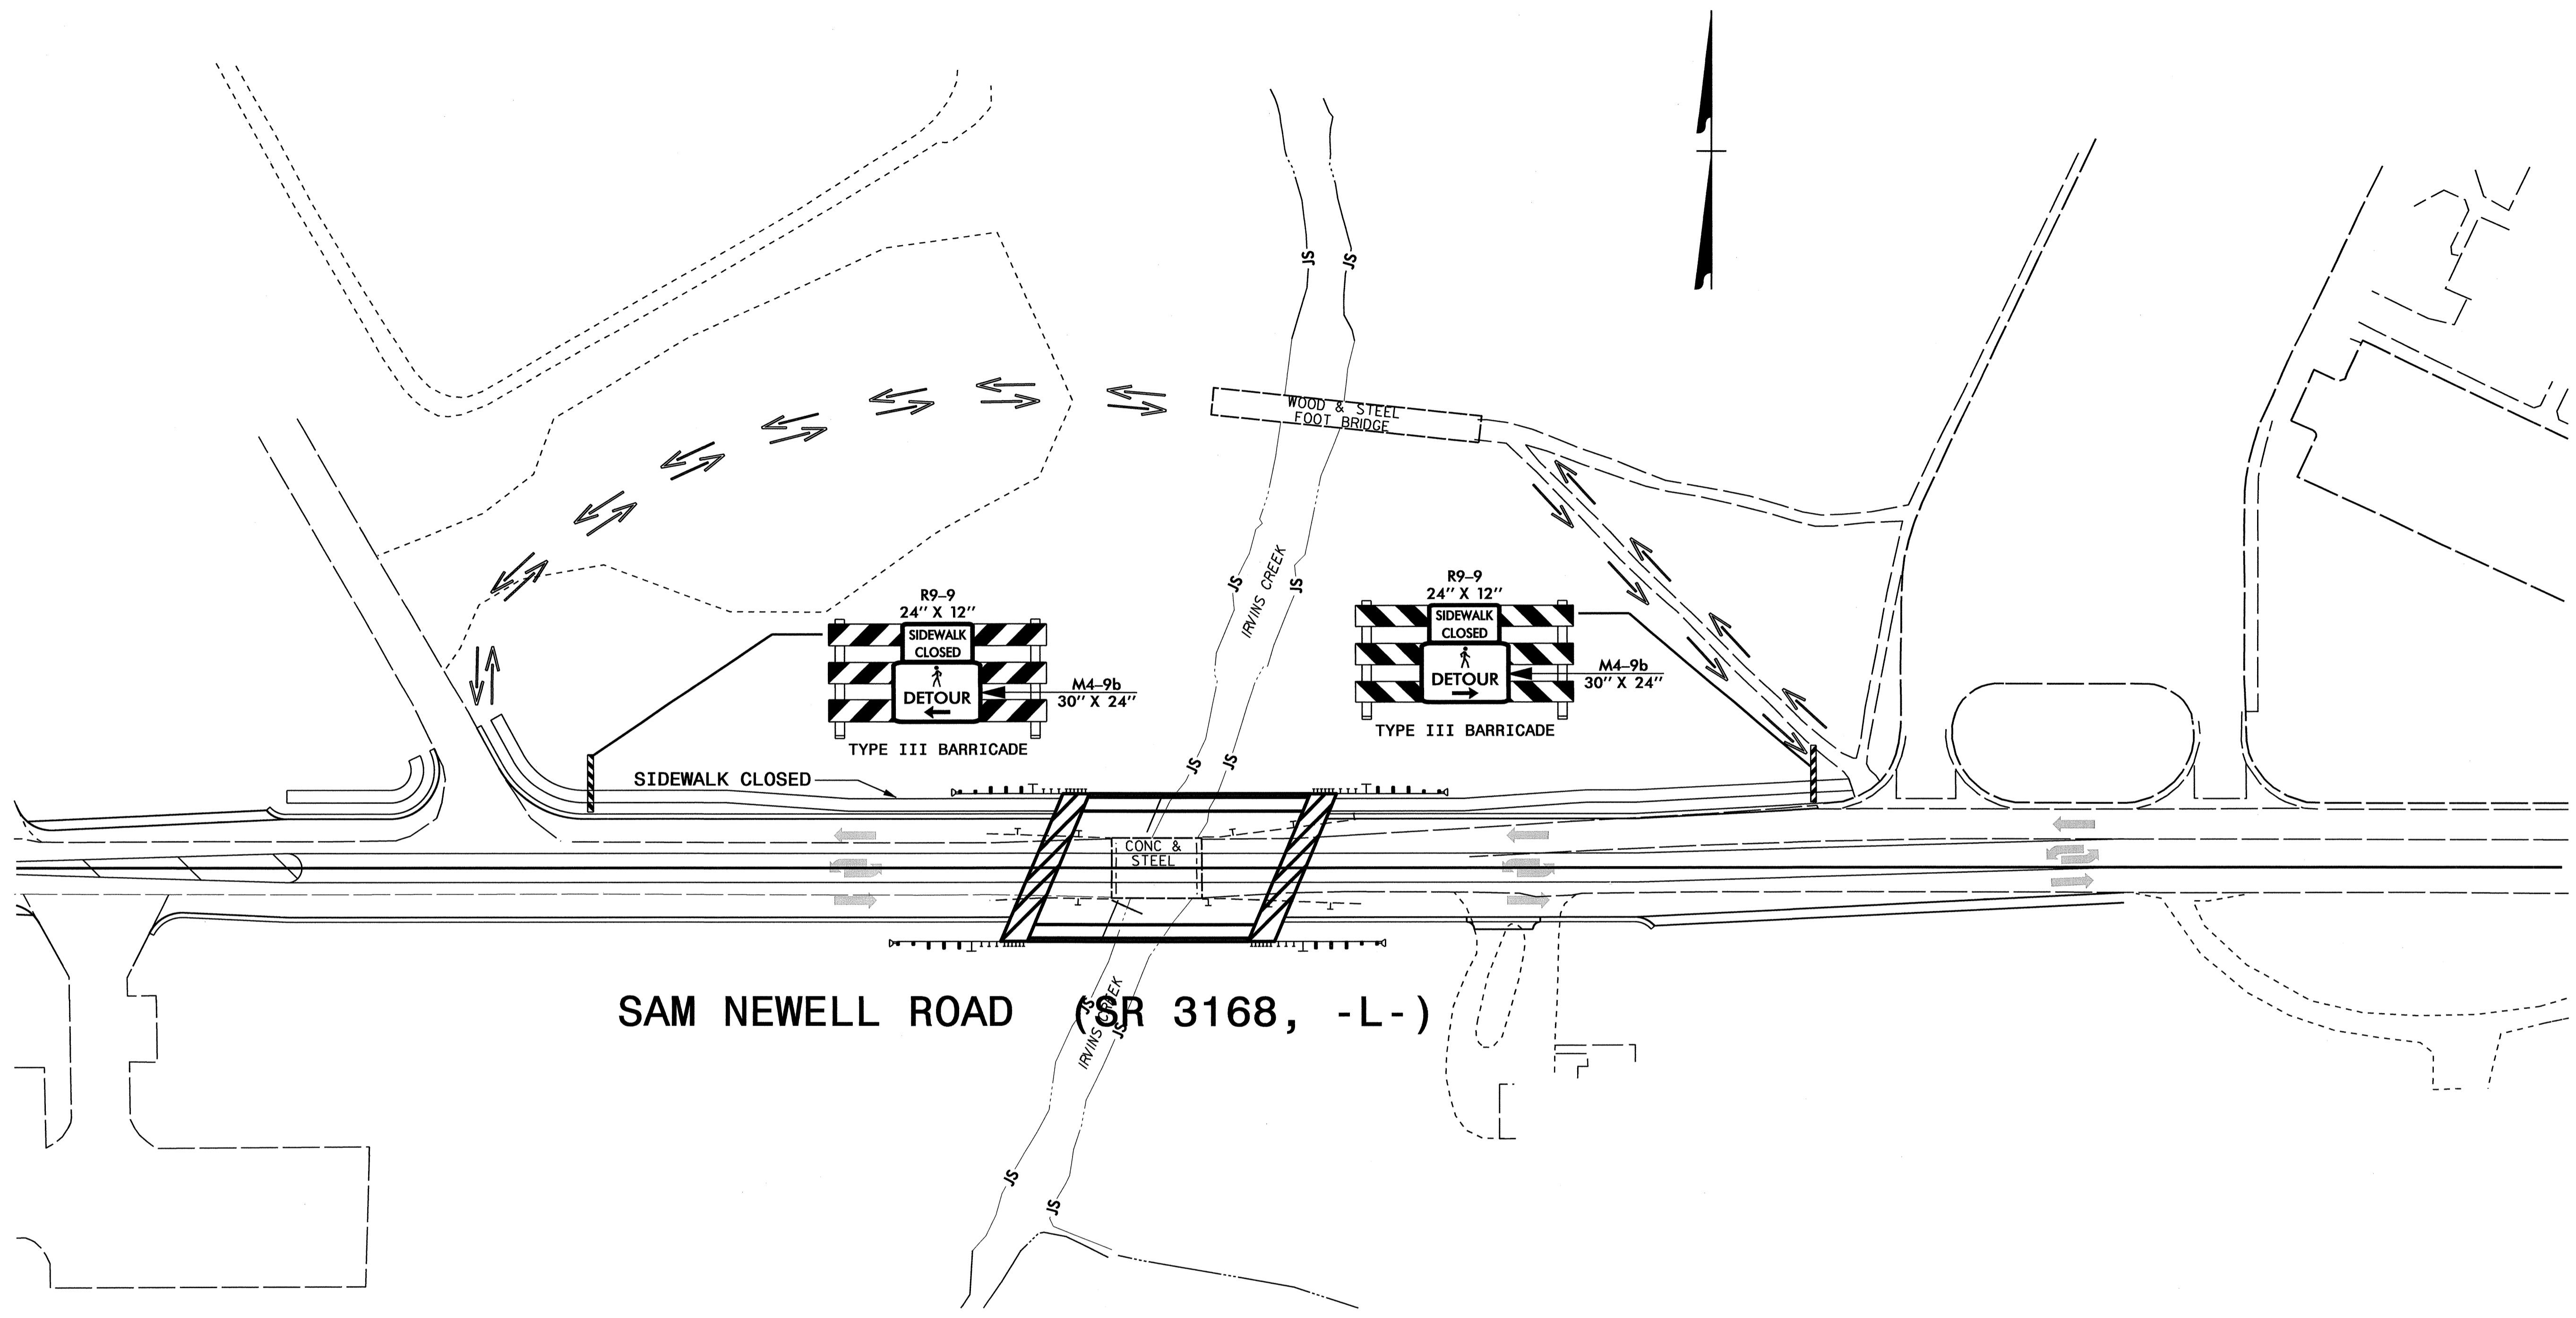 JS JS
WOOD & STEEL
FOOT BRIDGE
IRVINS CREEK
JS JS
R9-9
24" X 12"
SIDEWALK
CLOSED
DETOUR
M4-9b
30" X 24"
TYPE III BARRICADE
R9-9
24" X 12"
SIDEWALK
CLOSED
DETOUR
M4-9b
30" X 24"
TYPE III BARRICADE
JS JS
SIDEWALK CLOSED
CONC &
STEEL
SAM NEWELL ROAD (SR 3168, -L-)
IRVINS CREEK
JS JS
JS
JS